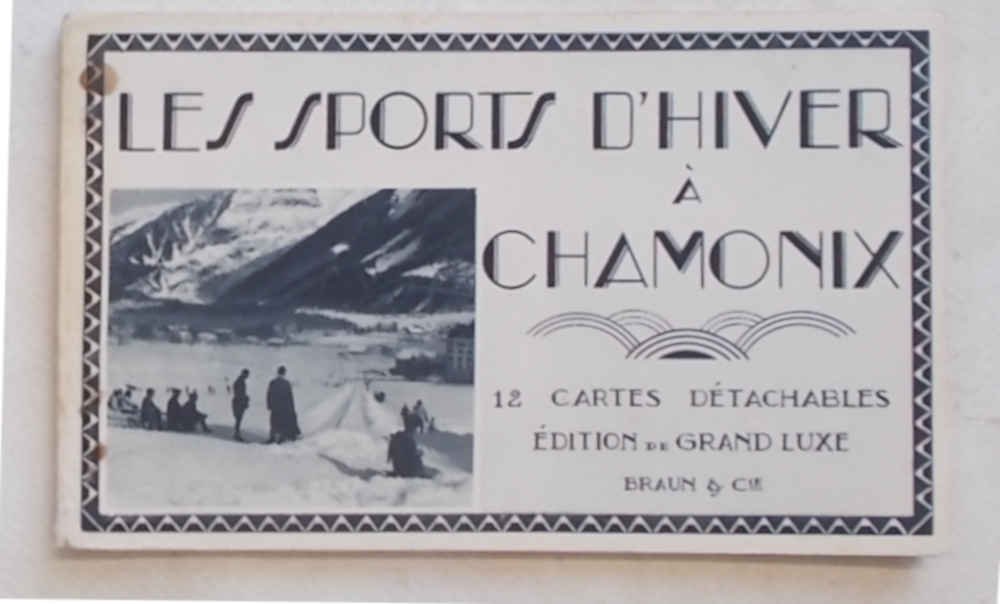 LES SPORTS D'HIVER
À
CHAMONIX
12 CARTES DÉTACHABLES
ÉDITION DE GRAND LUXE
BRAUN & CIE